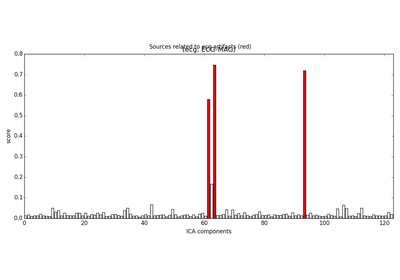 Sources related to ecg artifacts (red)
(ecg, ECG-MAG)
0.8
0.7
0.6
0.5
0.4
0.3
0.2
0.1
0.0
score
0 20 40 60 80 100 120
ICA components